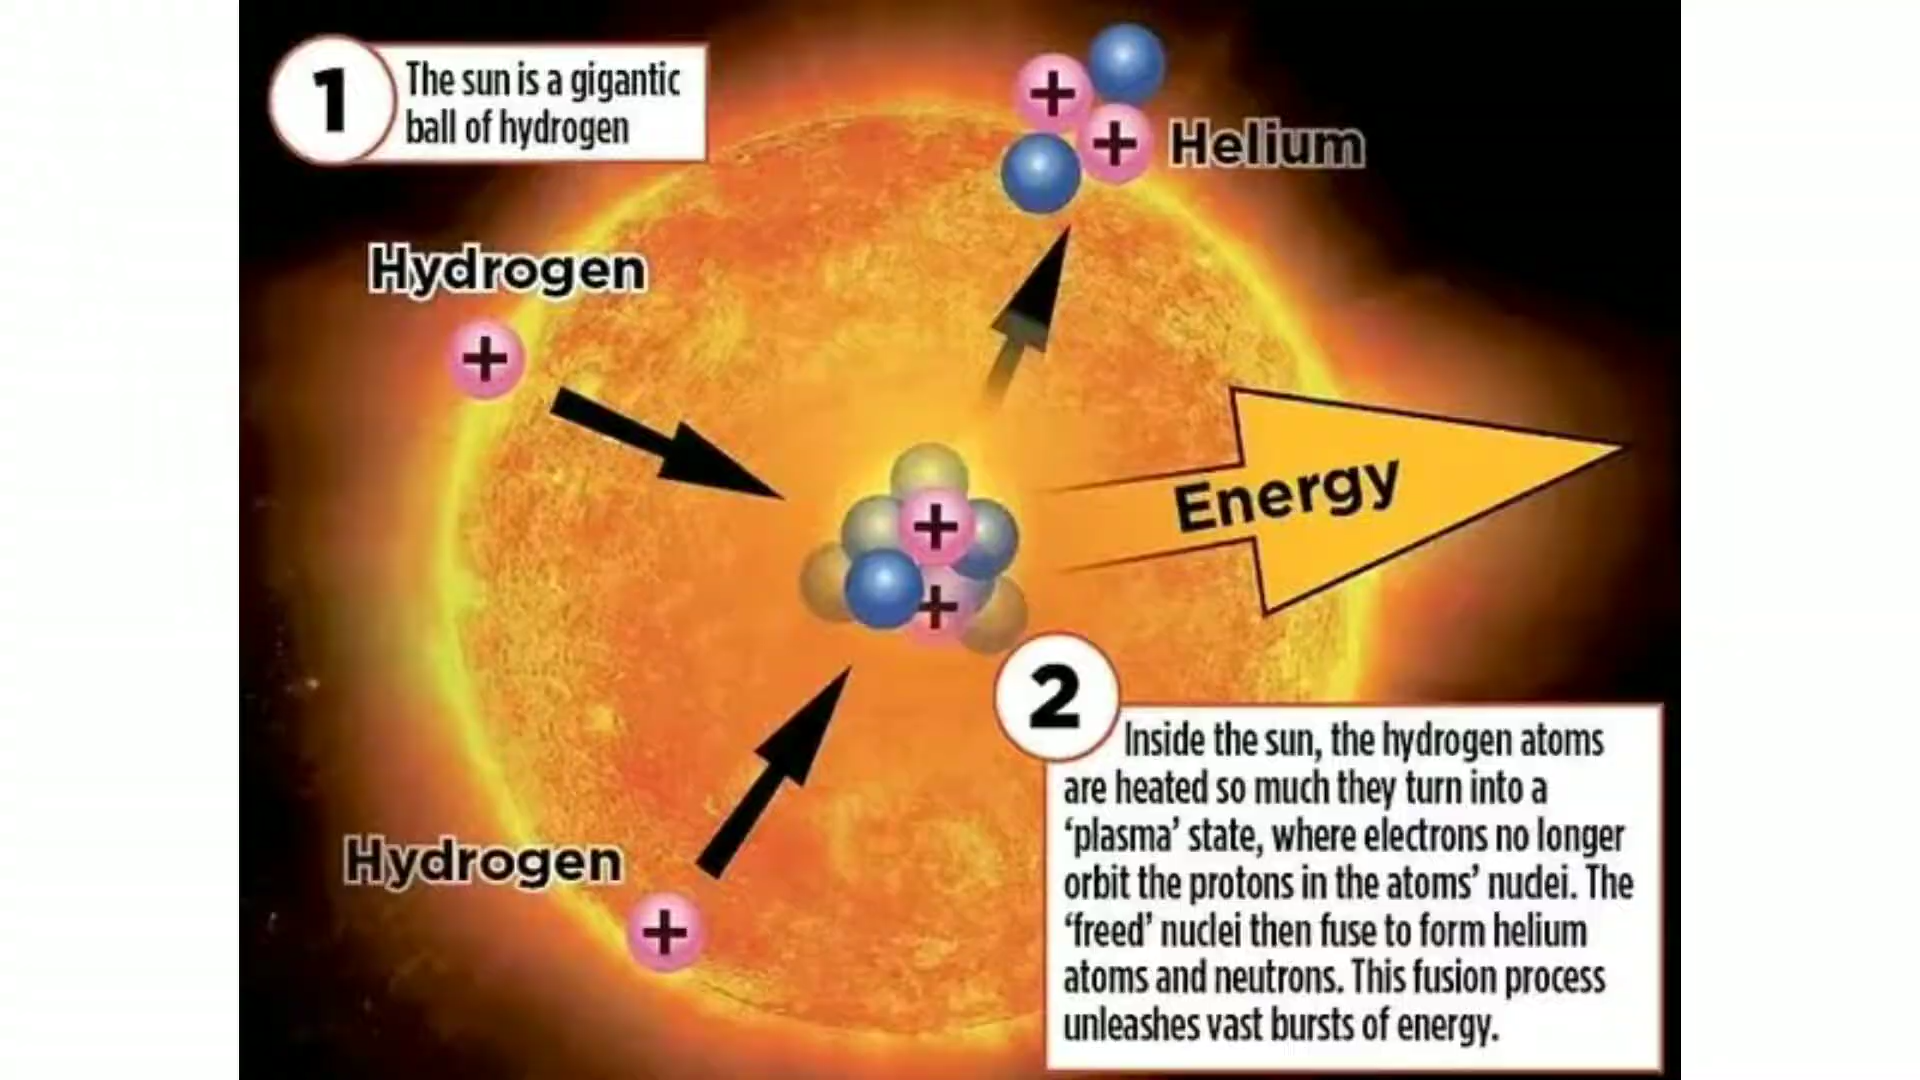 1
The sun is a gigantic
ball of hydrogen
+
+
Helium
Hydrogen
+
Energy
+
+
2
Inside the sun, the hydrogen atoms
are heated so much they turn into a
‘plasma’ state, where electrons no longer
orbit the protons in the atoms’ nuclei. The
‘freed’ nuclei then fuse to form helium
atoms and neutrons. This fusion process
unleashes vast bursts of energy.
Hydrogen
+